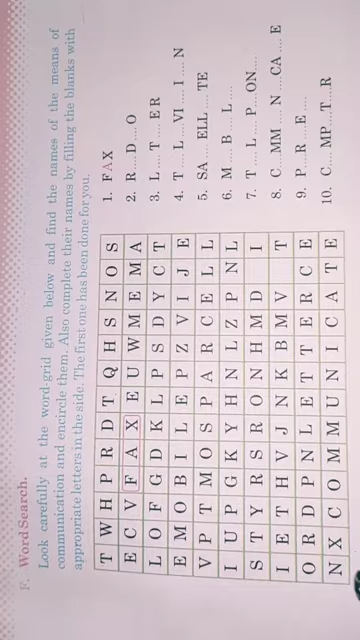 F. Word Search.
Look carefully at the word-grid given below and find the names of the means of
communication and encircle them. Also complete their names by filling the blanks with
appropriate letters in the side. The first one has been done for you.
T W H P R D T Q H S N O S
E C V F A X E U W M E M A
L O F G D K L P S D Y C T
E M O B I L E P Z V I J E
V P T M O S P A R C E L L
I U P G K Y H N L Z P N L
S T Y R S R O N H M D I
I E T H V J N K B M V T
O R D P N L E T T E R C E
N X C O M M U N I C A T E
1. FAX
2. R.... D.... O
3. L.... T.... ER
4. T.... L.... VI.... I.... N
5. SA.... ELL.... TE
6. M.... B.... L....
7. T.... L.... P.... ON....
8. C.... MM.... N.... CA.... E
9. P.... R.... E....
10. C.... MP.... T.... R